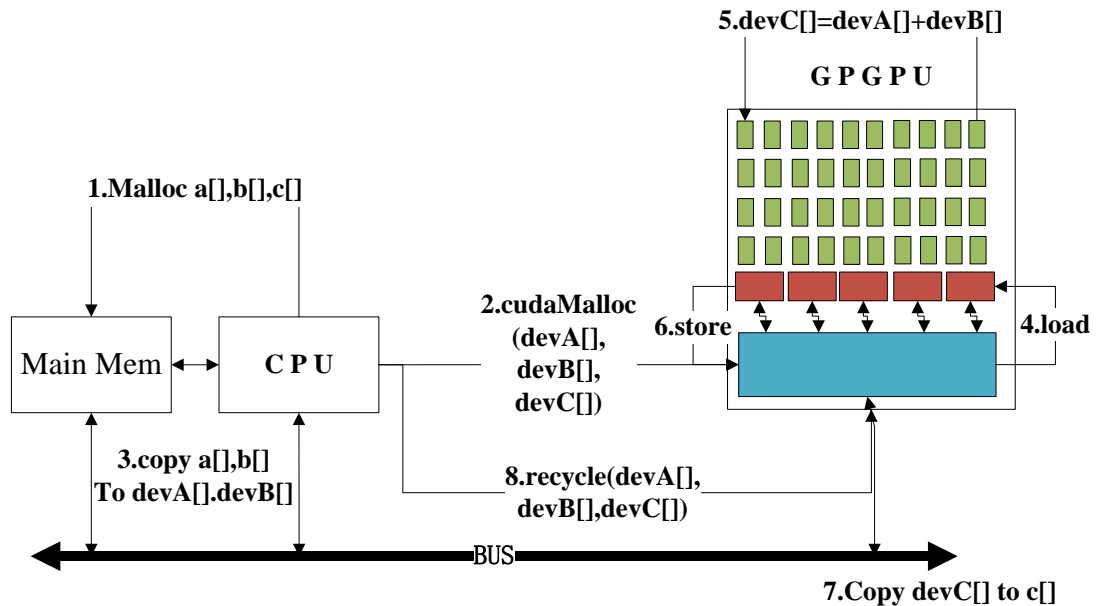 5.devC[]=devA[]+devB[]
G P G P U
1.Malloc a[],b[],c[]
2.cudaMalloc
(devA[],
devB[],
devC[])
6.store
4.load
Main Mem
C P U
3.copy a[],b[]
To devA[].devB[]
8.recycle(devA[],
devB[],devC[])
BUS
7.Copy devC[] to c[]